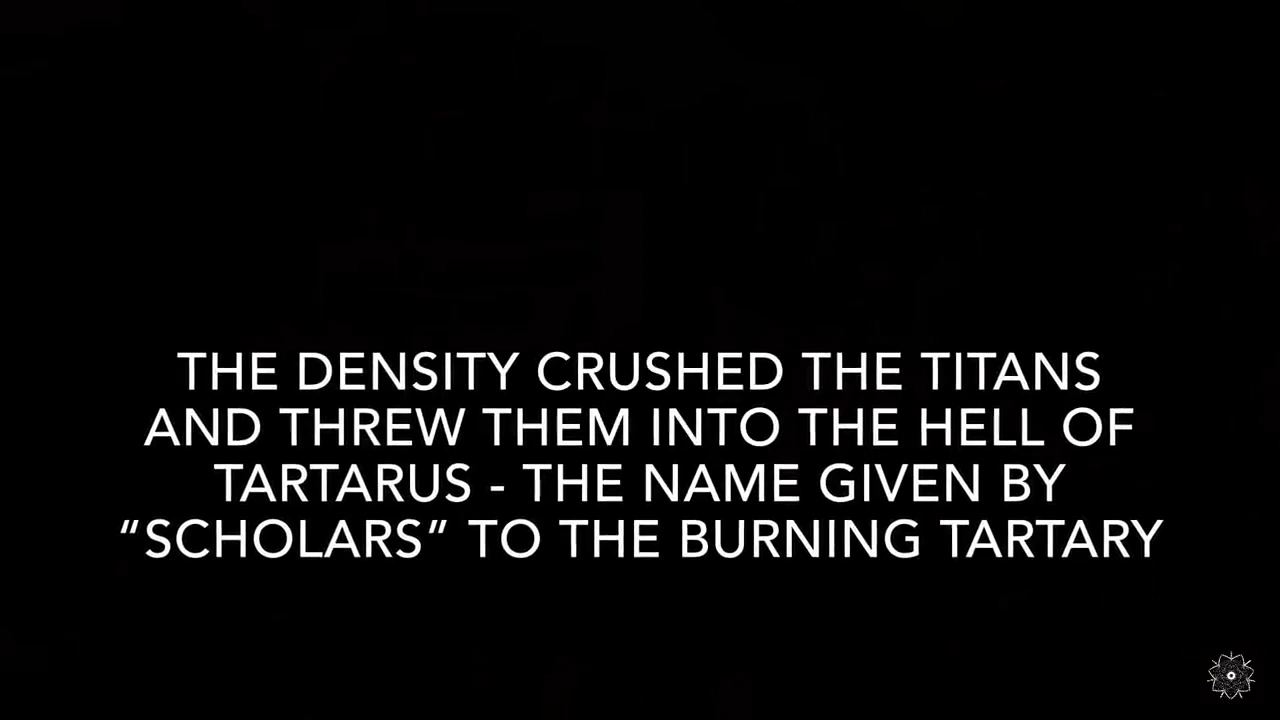 THE DENSITY CRUSHED THE TITANS
AND THREW THEM INTO THE HELL OF
TARTARUS - THE NAME GIVEN BY
“SCHOLARS” TO THE BURNING TARTARY